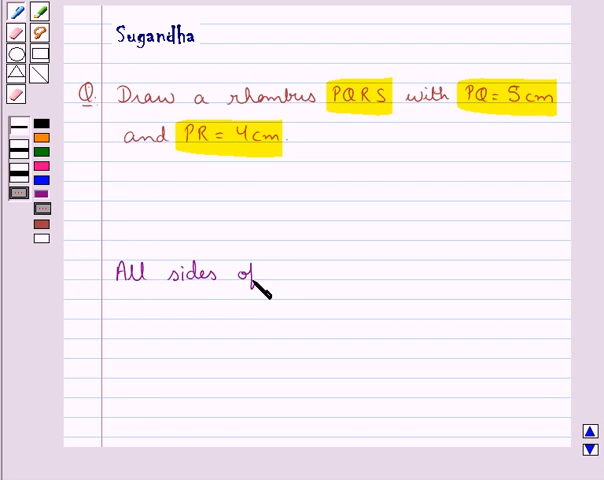 Sugandha
Q. Draw a rhombus PQRS with PQ = 5cm
and PR = 4cm.
All sides of